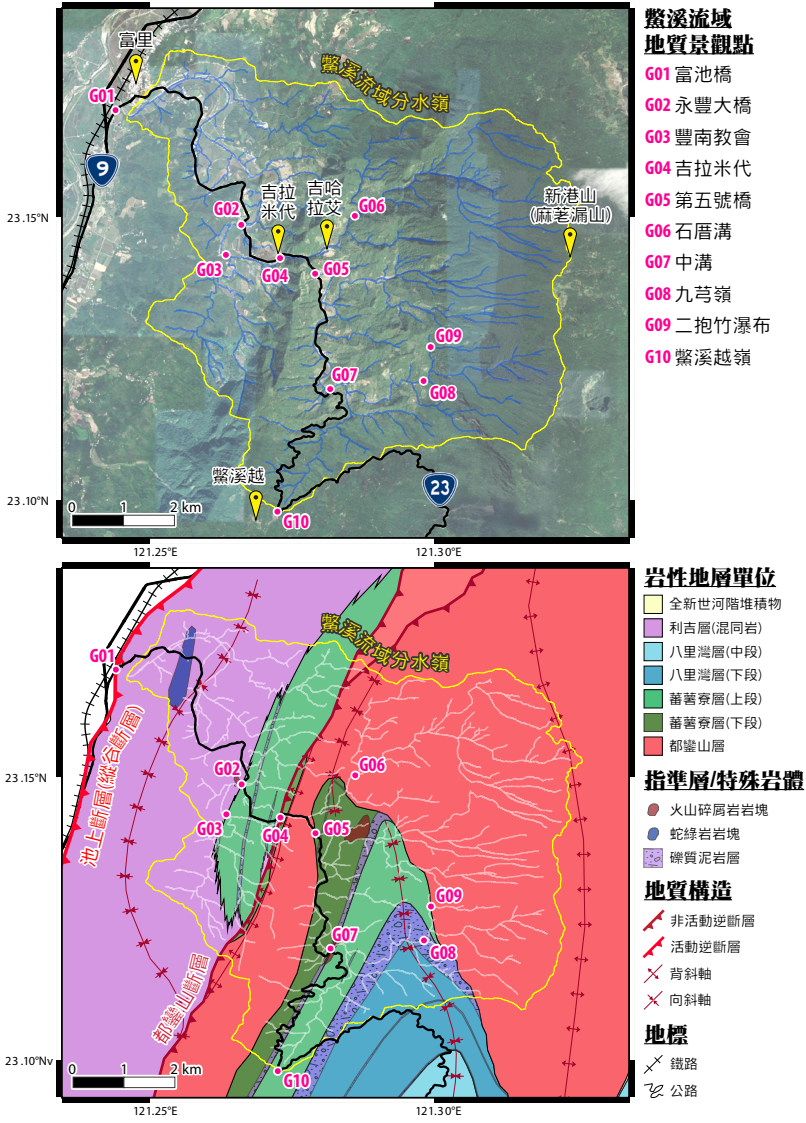 富里
鱉溪流域分水嶺
G01
9
吉拉
米代
吉哈
拉艾
G02
G06
新港山
(麻荖漏山)
23.15°N
G03
G04
G05
G09
G07
G08
鱉溪越
23
23.10°N
0 1 2 km
G10
121.25°E
121.30°E
鱉溪流域
地質景觀點
G01 富池橋
G02 永豐大橋
G03 豐南教會
G04 吉拉米代
G05 第五號橋
G06 石厝溝
G07 中溝
G08 九芎嶺
G09 二抱竹瀑布
G10 鱉溪越嶺
鱉溪流域分水嶺
G01
池上斷層(縱谷斷層)
G02
G06
23.15°N
G03
G04
G05
G09
G07
G08
都巒山斷層
23.10°Nv
0 1 2 km
G10
121.25°E
121.30°E
岩性地層單位
全新世河階堆積物
利吉層(混同岩)
八里灣層(中段)
八里灣層(下段)
蕃薯寮層(上段)
蕃薯寮層(下段)
都巒山層
指準層/特殊岩體
火山碎屑岩岩塊
蛇綠岩岩塊
礫質泥岩層
地質構造
非活動逆斷層
活動逆斷層
背斜軸
向斜軸
地標
鐵路
公路